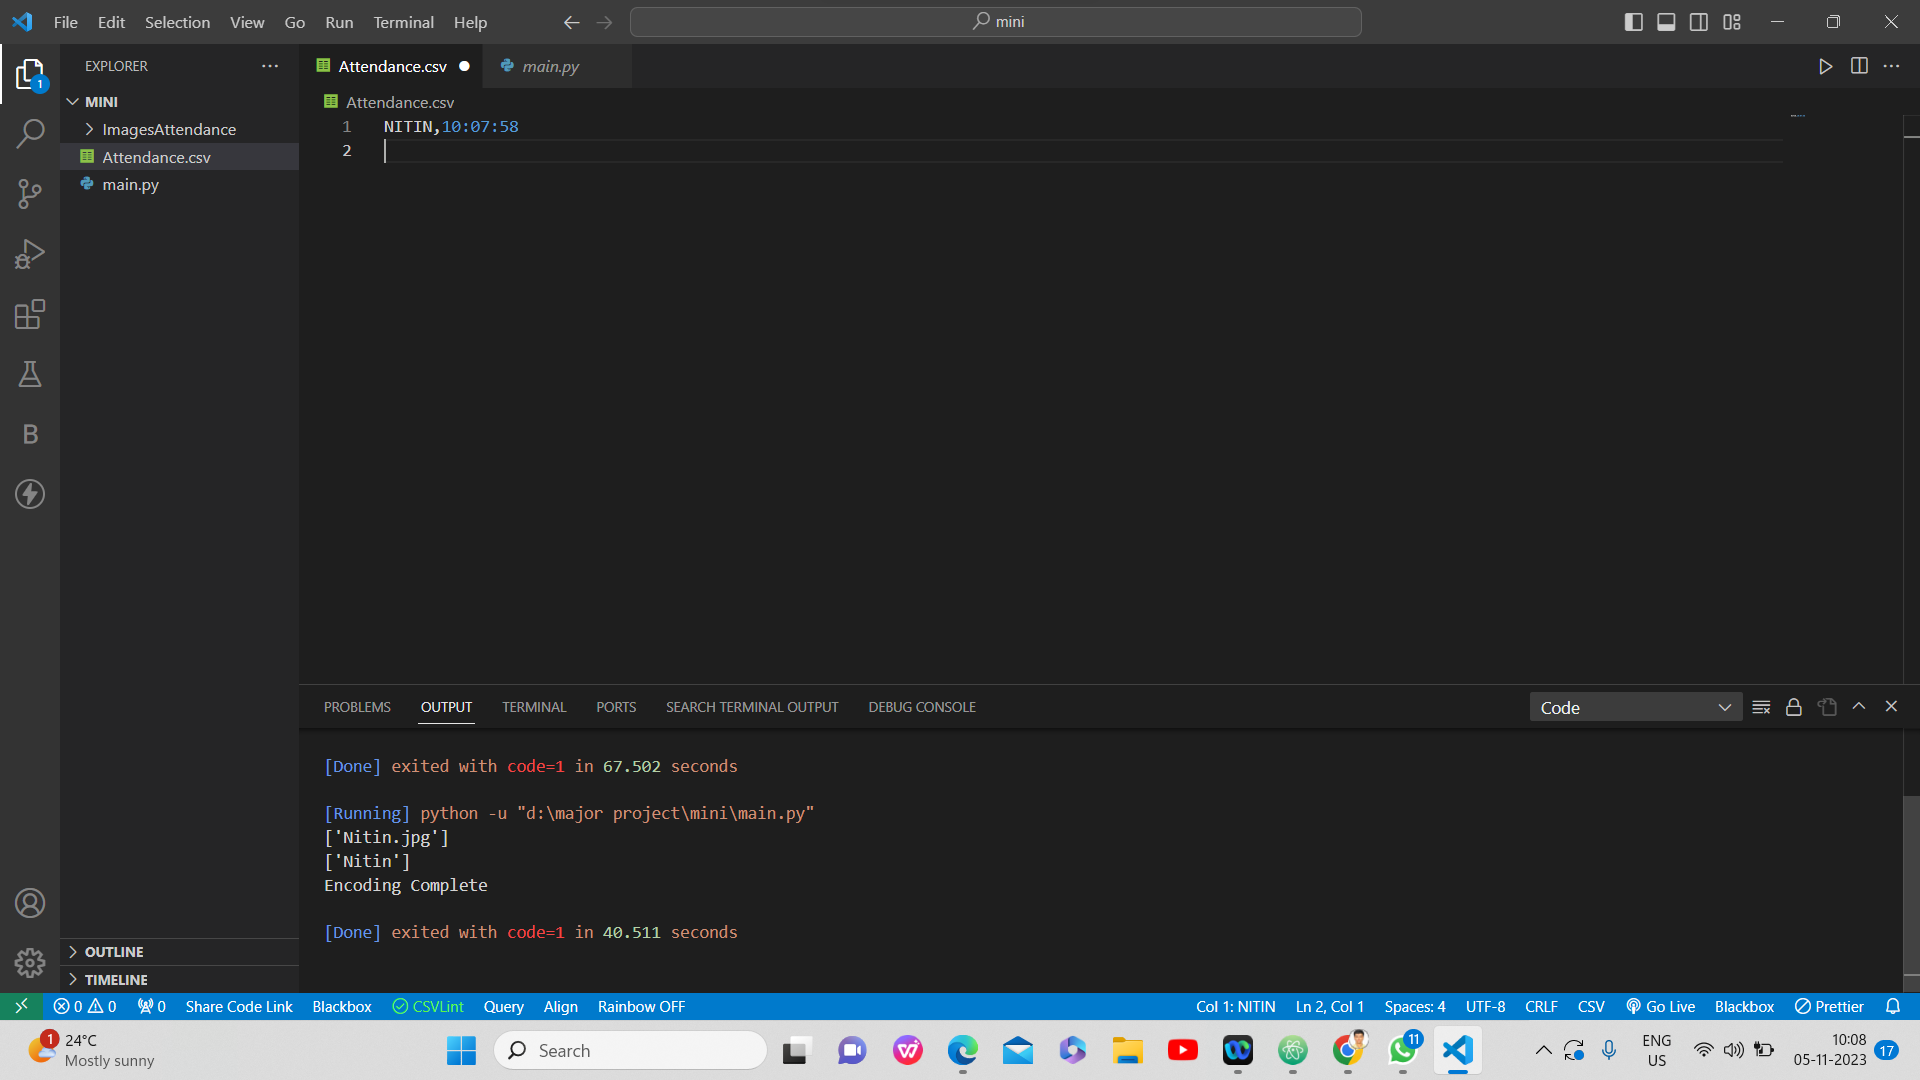 File Edit Selection View Go Run Terminal Help
mini
EXPLORER
1
MINI
ImagesAttendance
Attendance.csv
main.py
Attendance.csv
main.py
Attendance.csv
1 NITIN,10:07:58
2
B
PROBLEMS OUTPUT TERMINAL PORTS SEARCH TERMINAL OUTPUT DEBUG CONSOLE
Code
[Done] exited with code=1 in 67.502 seconds
[Running] python -u "d:\major project\mini\main.py"
['Nitin.jpg']
['Nitin']
Encoding Complete
[Done] exited with code=1 in 40.511 seconds
OUTLINE
TIMELINE
0 0 0 Share Code Link Blackbox CSVLint Query Align Rainbow OFF
Col 1: NITIN Ln 2, Col 1 Spaces: 4 UTF-8 CRLF CSV Go Live Blackbox Prettier
1
24°C
Mostly sunny
Search
11
ENG
US
10:08
05-11-2023
17